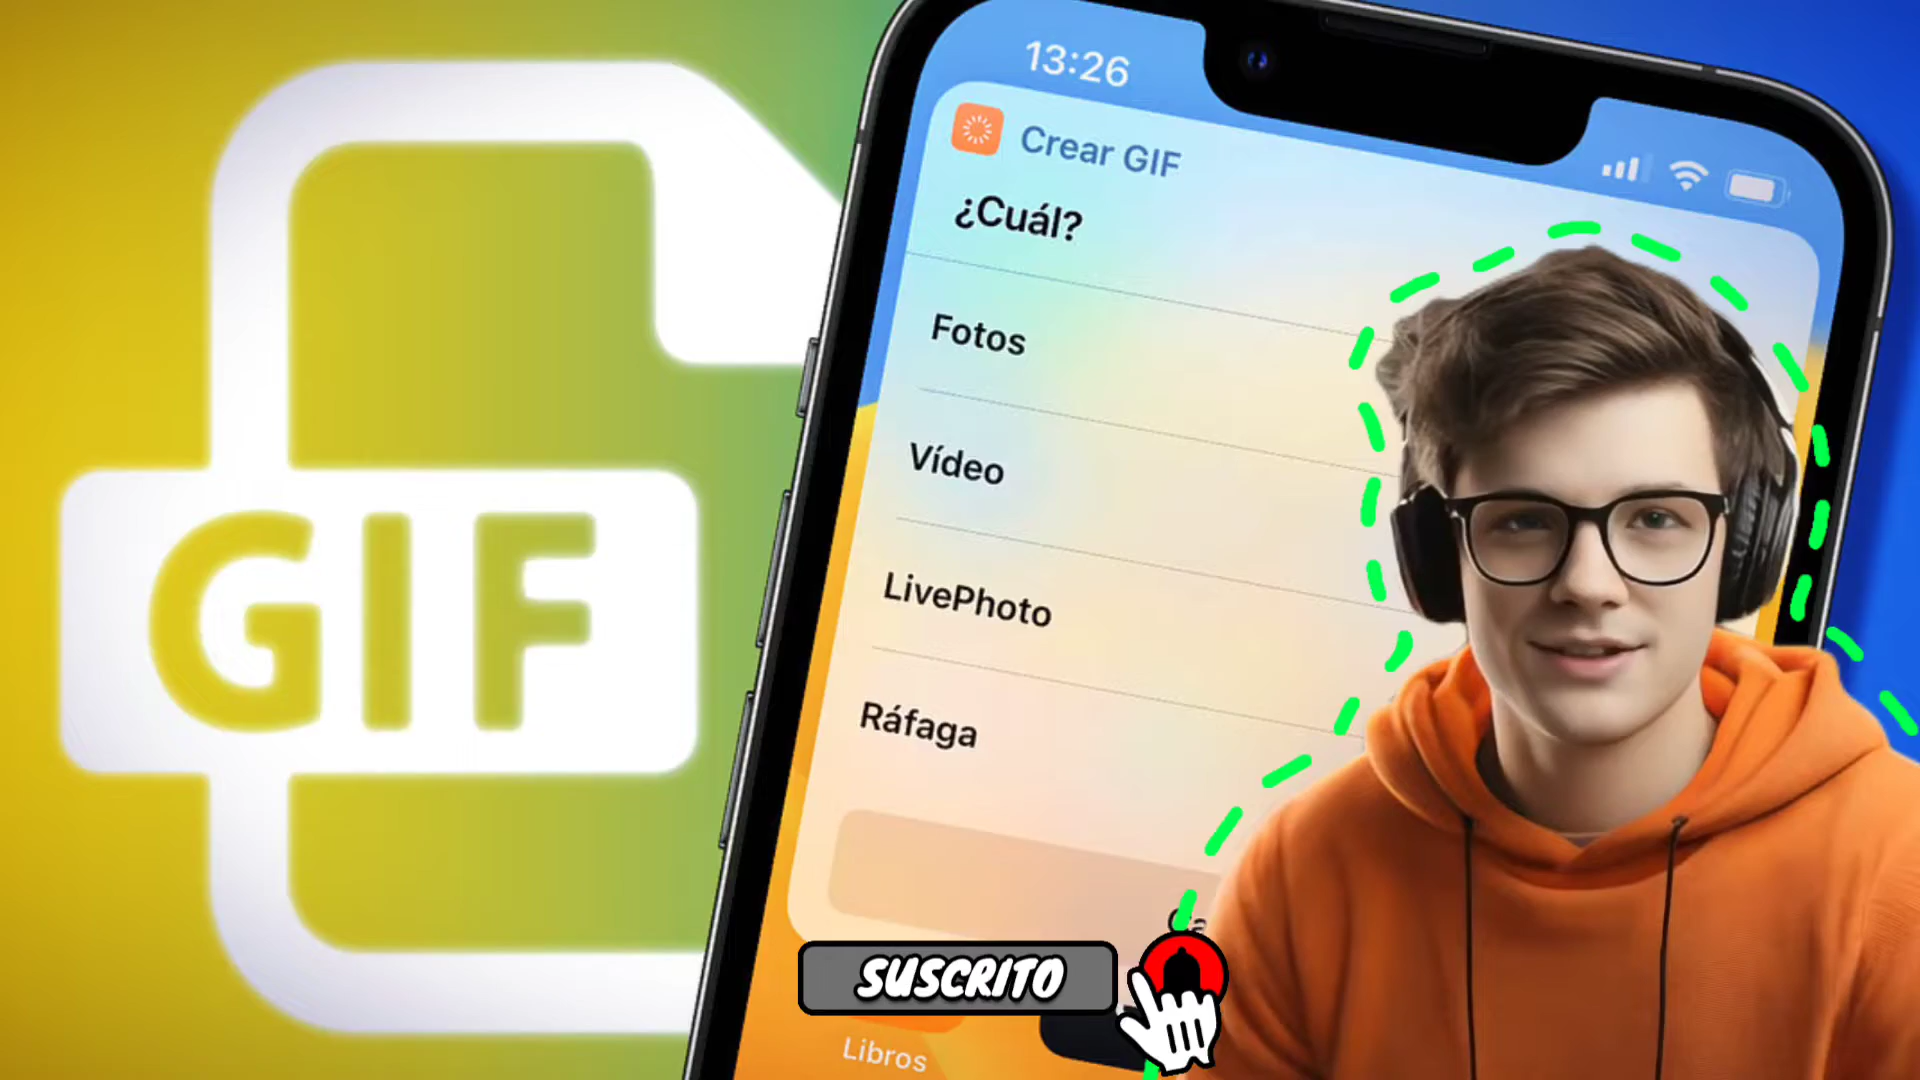 GIF
13:26
Crear GIF
¿Cuál?
Fotos
Vídeo
LivePhoto
Ráfaga
SUSCRITO
Libros